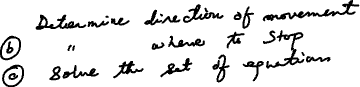 Determine direction of movement
(b) " where to stop
(c) Solve the set of equations